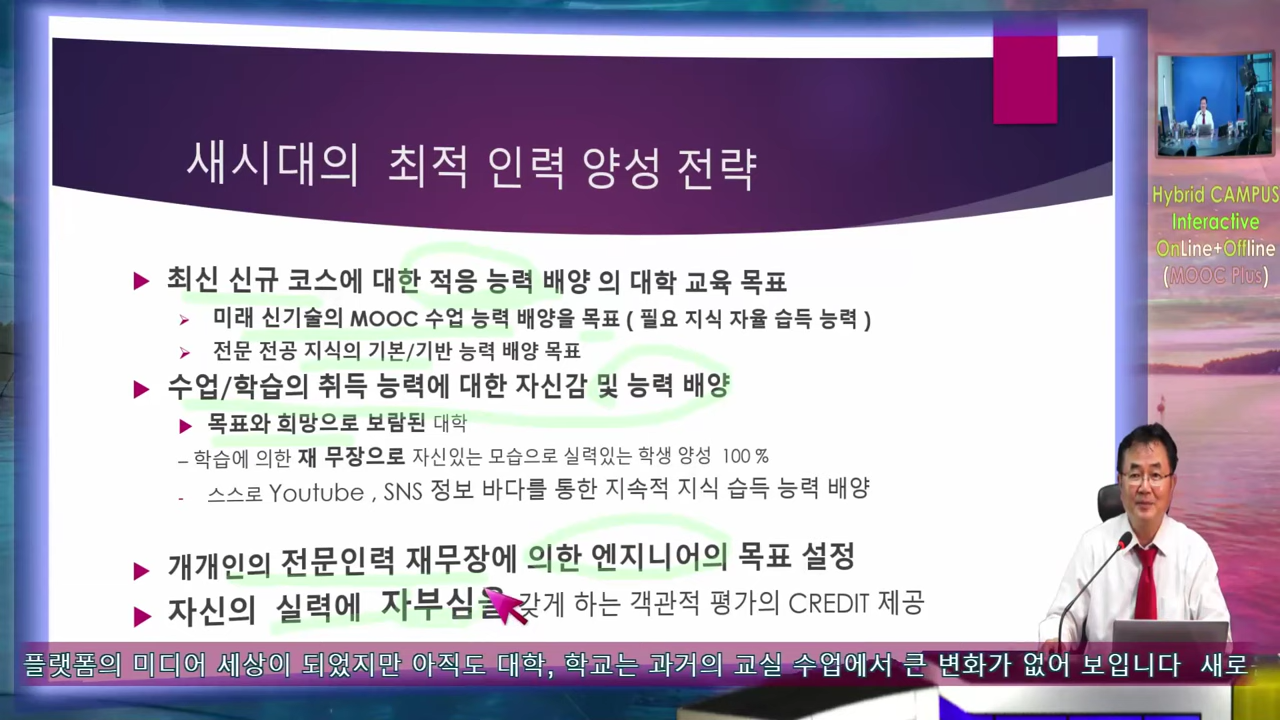 새시대의 최적 인력 양성 전략
최신 신규 코스에 대한 적응 능력 배양 의 대학 교육 목표
미래 신기술의 MOOC 수업 능력 배양을 목표 ( 필요 지식 자율 습득 능력 )
전문 전공 지식의 기본/기반 능력 배양 목표
수업/학습의 취득 능력에 대한 자신감 및 능력 배양
목표와 희망으로 보람된 대학
– 학습에 의한 재 무장으로 자신있는 모습으로 실력있는 학생 양성 100 %
- 스스로 Youtube , SNS 정보 바다를 통한 지속적 지식 습득 능력 배양
개개인의 전문인력 재무장에 의한 엔지니어의 목표 설정
자신의 실력에 자부심을 갖게 하는 객관적 평가의 CREDIT 제공
Hybrid CAMPUS
Interactive
OnLine+Offline
(MOOC Plus)
플랫폼의 미디어 세상이 되었지만 아직도 대학, 학교는 과거의 교실 수업에서 큰 변화가 없어 보입니다 새로